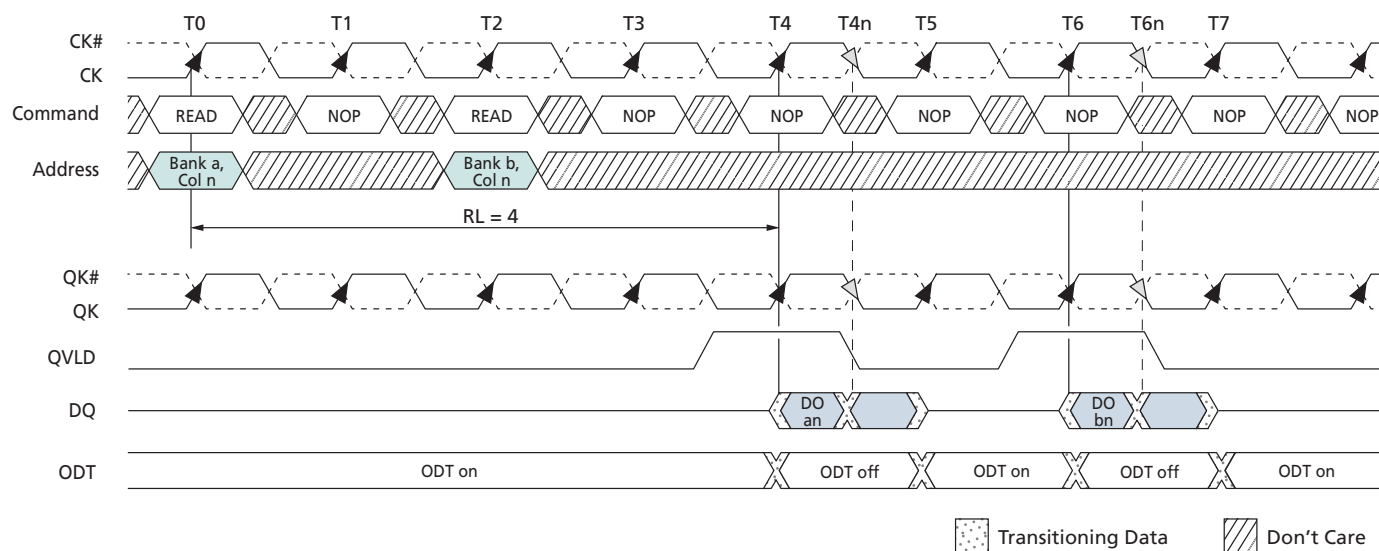 T0 T1 T2 T3 T4 T4n T5 T6 T6n T7
CK#
CK
Command READ NOP READ NOP NOP NOP NOP NOP NOP
Address Bank a, Col n Bank b, Col n
RL = 4
QK#
QK
QVLD
DQ DO an DO bn
ODT ODT on ODT off ODT on ODT off ODT on
Transitioning Data Don't Care